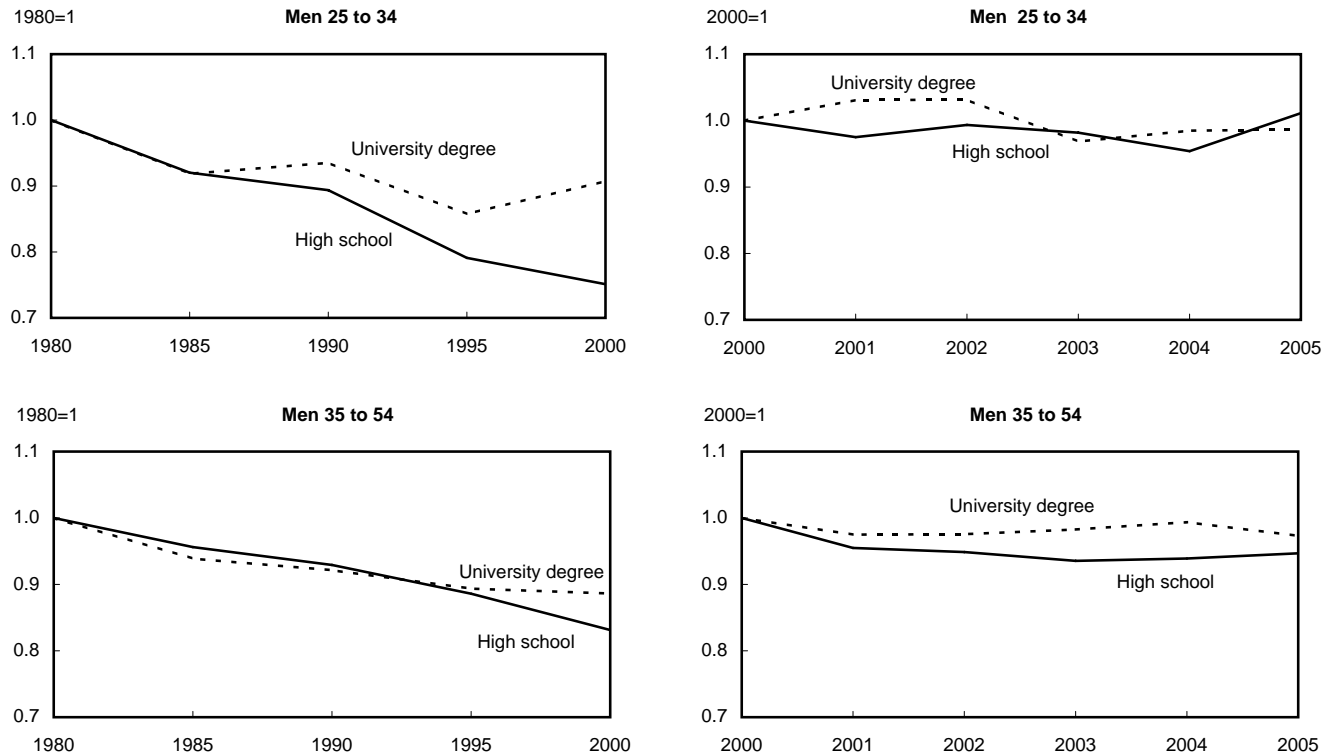 1980=1 Men 25 to 34
1.1
1.0
0.9
0.8
0.7
University degree
High school
1980 1985 1990 1995 2000
2000=1 Men 25 to 34
1.1
1.0
0.9
0.8
0.7
University degree
High school
2000 2001 2002 2003 2004 2005
1980=1 Men 35 to 54
1.1
1.0
0.9
0.8
0.7
University degree
High school
1980 1985 1990 1995 2000
2000=1 Men 35 to 54
1.1
1.0
0.9
0.8
0.7
University degree
High school
2000 2001 2002 2003 2004 2005